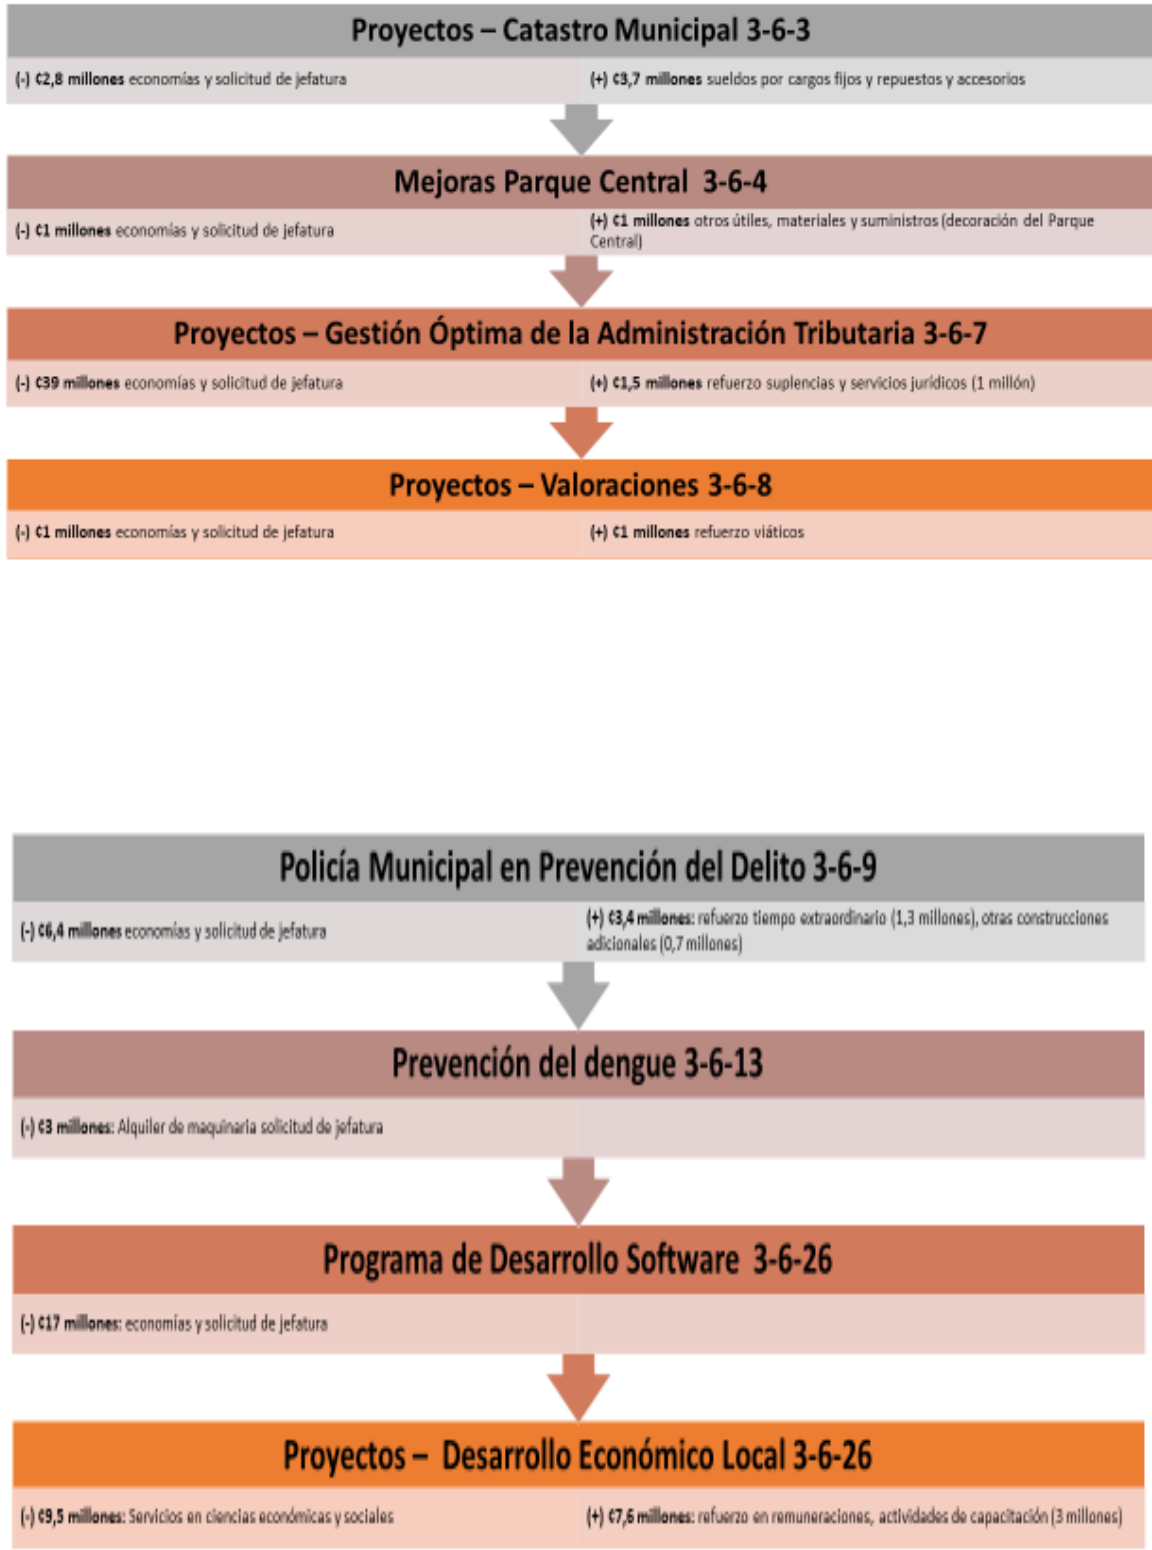 Proyectos – Catastro Municipal 3-6-3
(-) ¢2,8 millones economías y solicitud de jefatura
(+) ¢3,7 millones sueldos por cargos fijos y repuestos y accesorios
Mejoras Parque Central 3-6-4
(-) ¢1 millones economías y solicitud de jefatura
(+) ¢1 millones otros útiles, materiales y suministros (decoración del Parque
Central)
Proyectos – Gestión Óptima de la Administración Tributaria 3-6-7
(-) ¢39 millones economías y solicitud de jefatura
(+) ¢1,5 millones refuerzo suplencias y servicios jurídicos (1 millón)
Proyectos – Valoraciones 3-6-8
(-) ¢1 millones economías y solicitud de jefatura
(+) ¢1 millones refuerzo viáticos
Policía Municipal en Prevención del Delito 3-6-9
(-) ¢6,4 millones economías y solicitud de jefatura
(+) ¢3,4 millones: refuerzo tiempo extraordinario (1,3 millones), otras construcciones
adicionales (0,7 millones)
Prevención del dengue 3-6-13
(-) ¢3 millones: Alquiler de maquinaria solicitud de jefatura
Programa de Desarrollo Software 3-6-26
(-) ¢17 millones: economías y solicitud de jefatura
Proyectos – Desarrollo Económico Local 3-6-26
(-) ¢9,5 millones: Servicios en ciencias económicas y sociales
(+) ¢7,6 millones: refuerzo en remuneraciones, actividades de capacitación (3 millones)